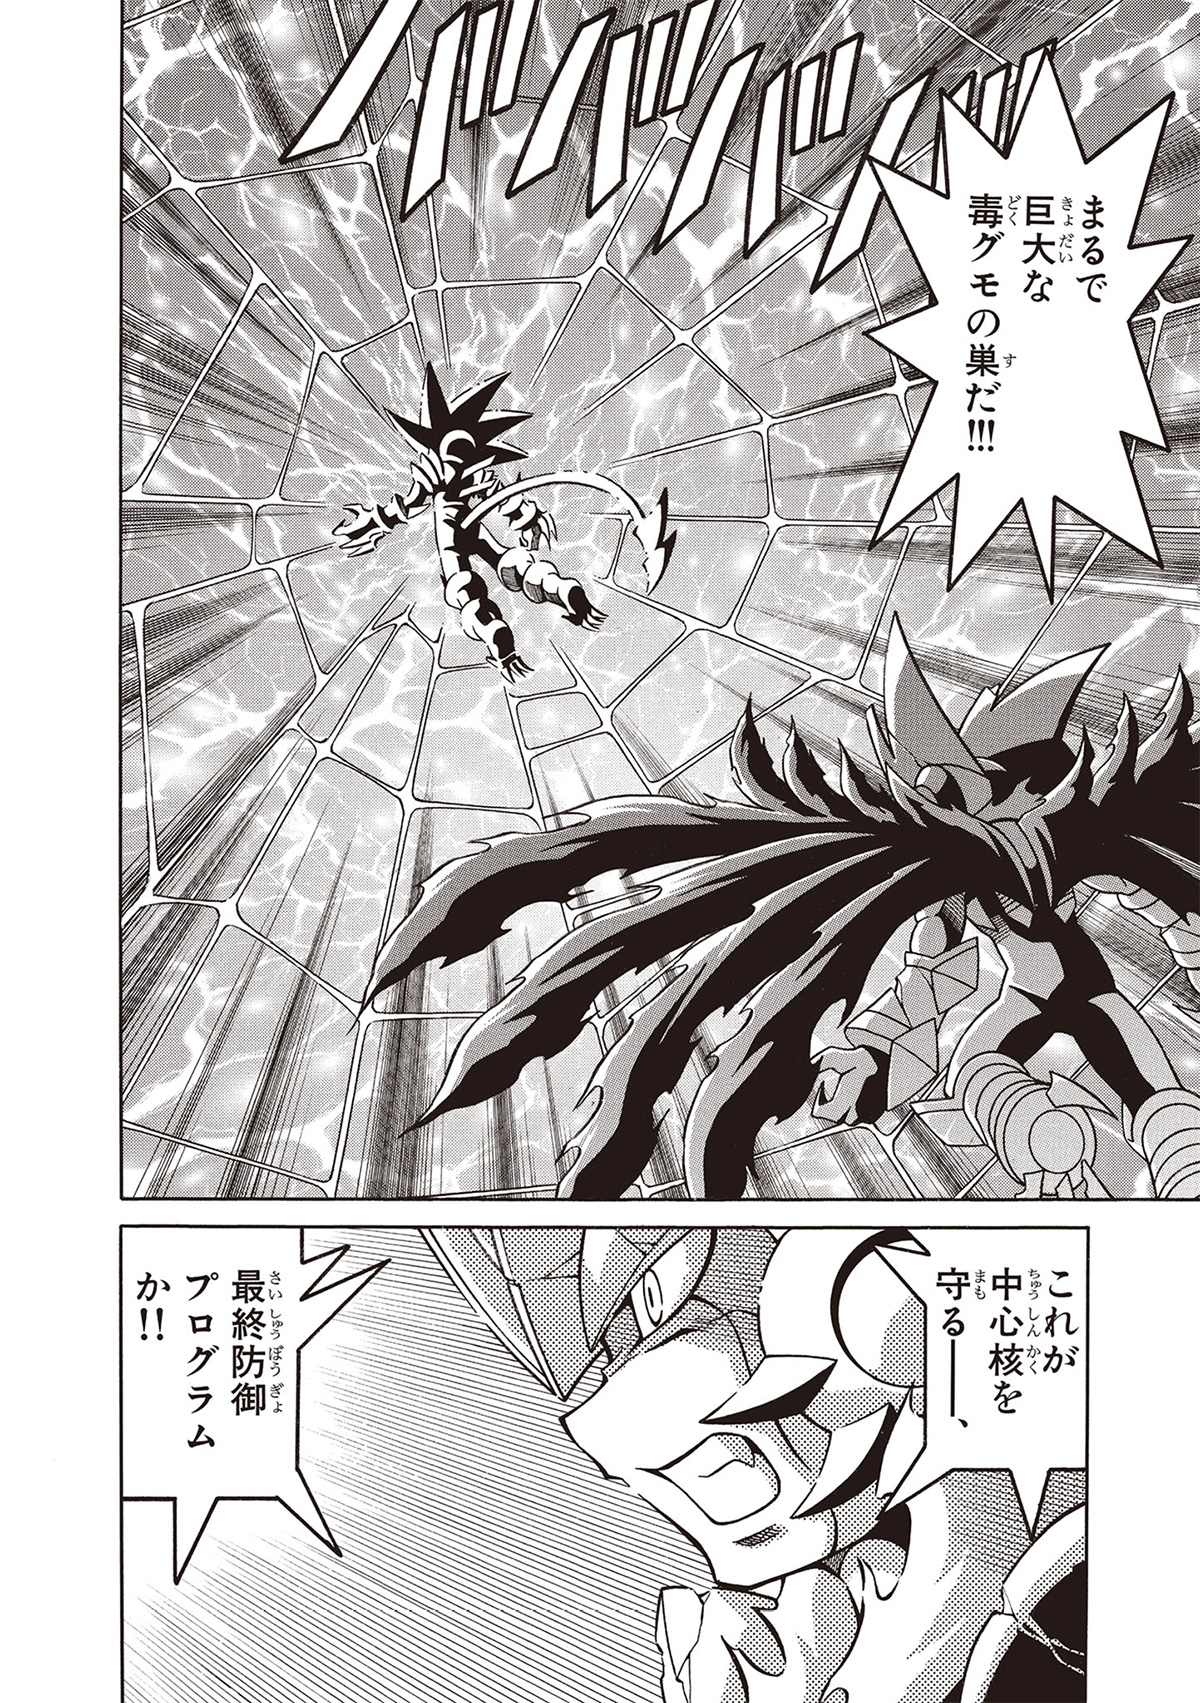 バババババ
まるで
巨大な
毒グモの巣だ!!!
これが
中心核を
守る──、
最終防御
プログラム
か!!